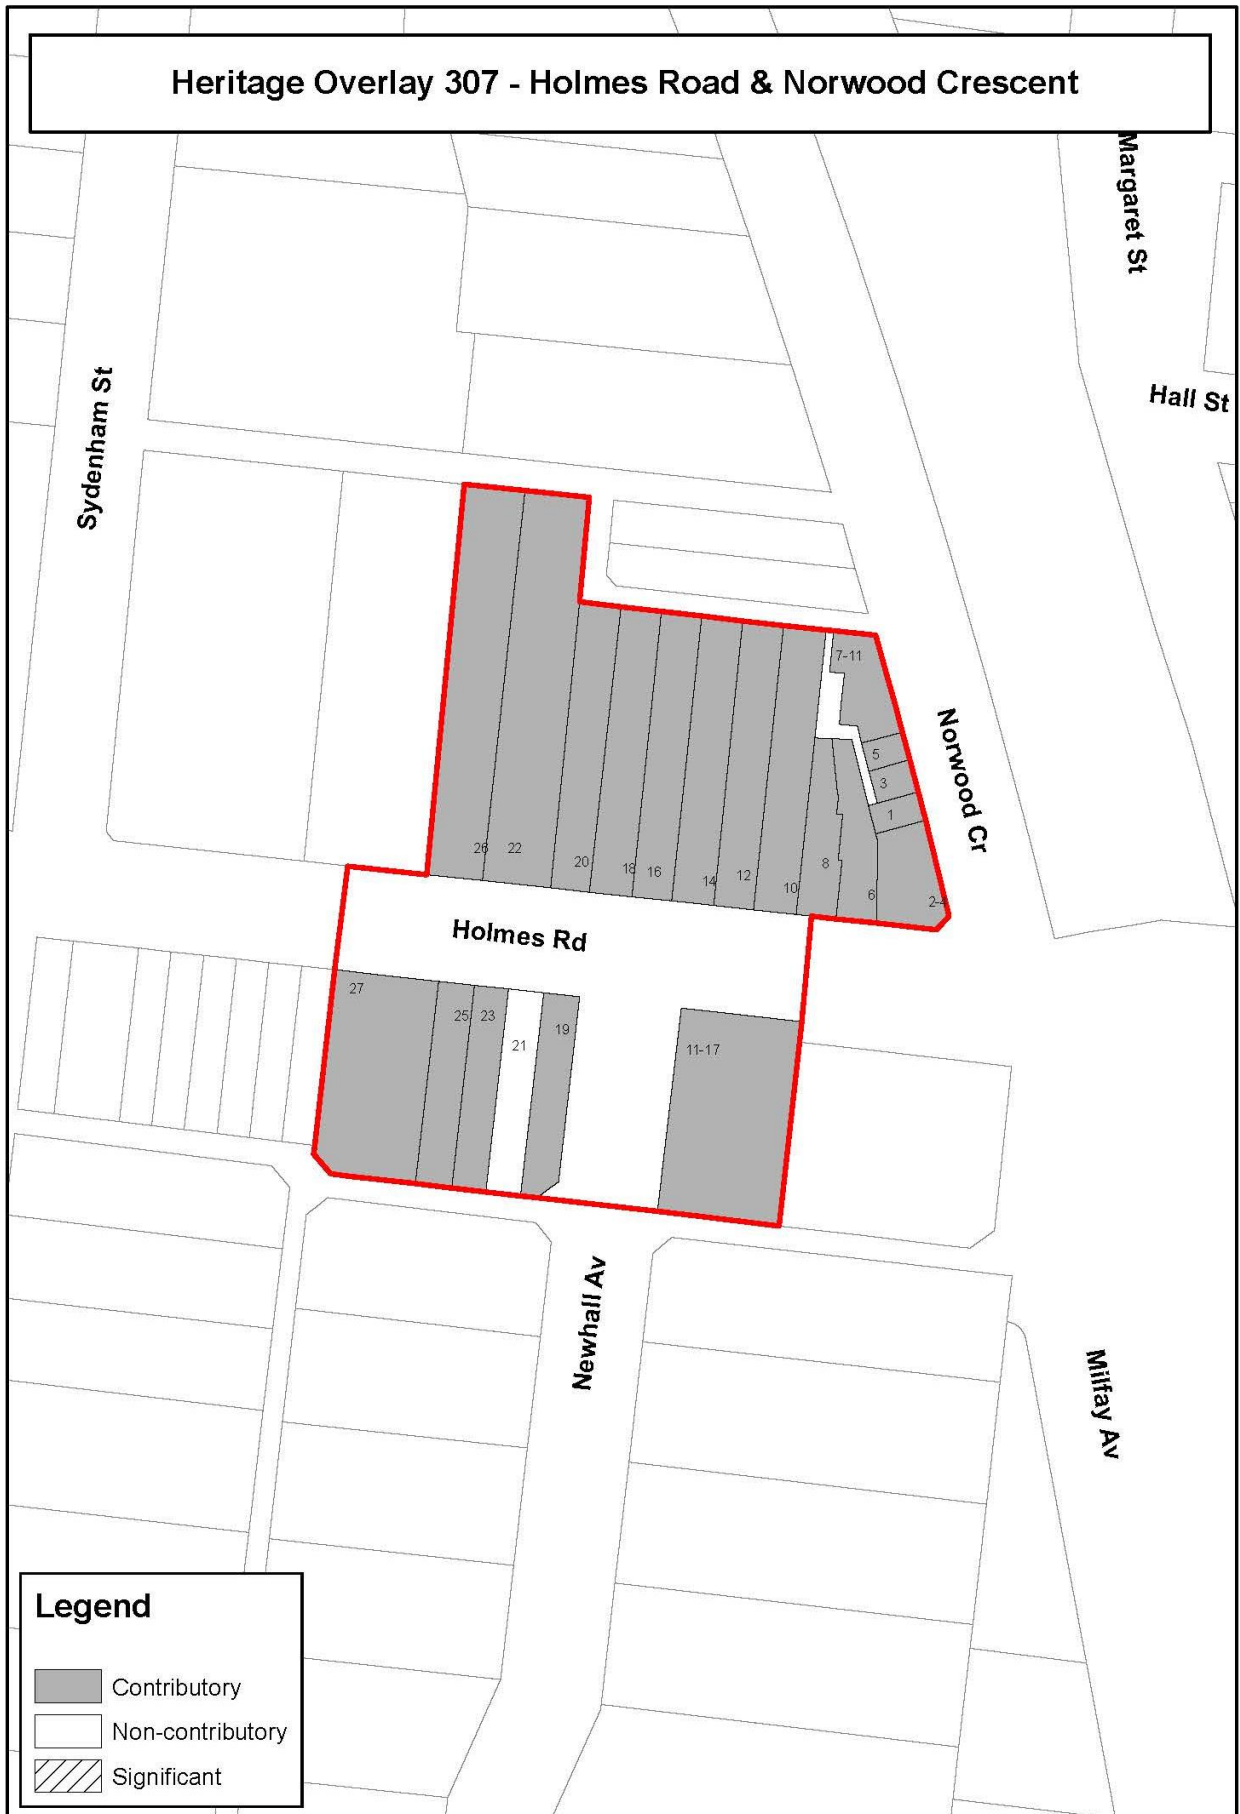 Heritage Overlay 307 - Holmes Road & Norwood Crescent
Margaret St
Hall St
Sydenham St
7-11
5
3
1
Norwood Cr
26
22
20
18
16
14
12
10
8
6
2-4
Holmes Rd
27
25
23
21
19
11-17
Newhall Av
Milfay Av
Legend
Contributory
Non-contributory
Significant